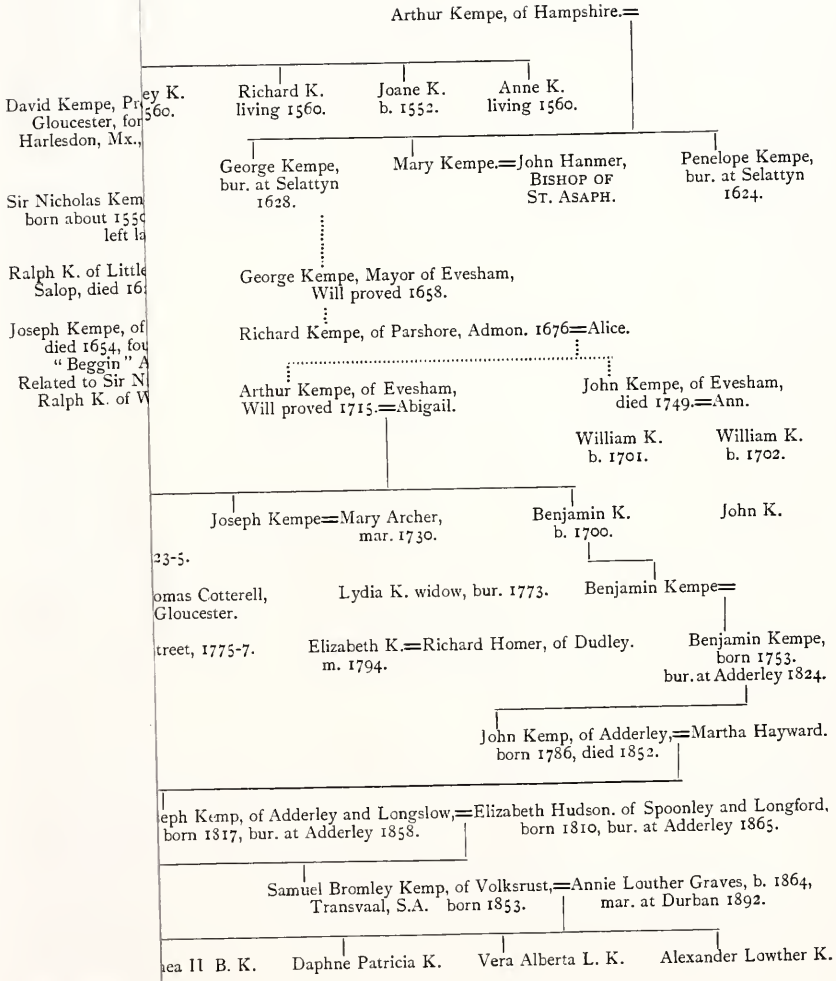 Arthur Kempe, of Hampshire.=
ey K. Richard K. Joane K. Anne K.
560. living 1560. b. 1552. living 1560.
David Kempe, Pr
Gloucester, for
Harlesdon, Mx.,
George Kempe, Mary Kempe.=John Hanmer, Penelope Kempe,
bur. at Selattyn BISHOP OF bur. at Selattyn
1628. ST. ASAPH. 1624.
Sir Nicholas Kem
born about 155
left la
Ralph K. of Little
Salop, died 16
George Kempe, Mayor of Evesham,
Will proved 1658.
Joseph Kempe, of
died 1654, fou
"Beggin" A
Related to Sir N
Ralph K. of W
Richard Kempe, of Parshore, Admon. 1676=Alice.
Arthur Kempe, of Evesham, John Kempe, of Evesham,
Will proved 1715.=Abigail. died 1749.=Ann.
William K. William K.
b. 1701. b. 1702.
Joseph Kempe=Mary Archer, Benjamin K. John K.
mar. 1730. b. 1700.
23-5.
omas Cotterell, Lydia K. widow, bur. 1773. Benjamin Kempe=
Gloucester.
treet, 1775-7. Elizabeth K.=Richard Homer, of Dudley. Benjamin Kempe,
m. 1794. born 1753.
bur. at Adderley 1824.
John Kemp, of Adderley,=Martha Hayward.
born 1786, died 1852.
eph Kemp, of Adderley and Longslow,=Elizabeth Hudson. of Spoonley and Longford,
born 1817, bur. at Adderley 1858. born 1810, bur. at Adderley 1865.
Samuel Bromley Kemp, of Volksrust,=Annie Louther Graves, b. 1864,
Transvaal, S.A. born 1853. mar. at Durban 1892.
ea II B. K. Daphne Patricia K. Vera Alberta L. K. Alexander Lowther K.